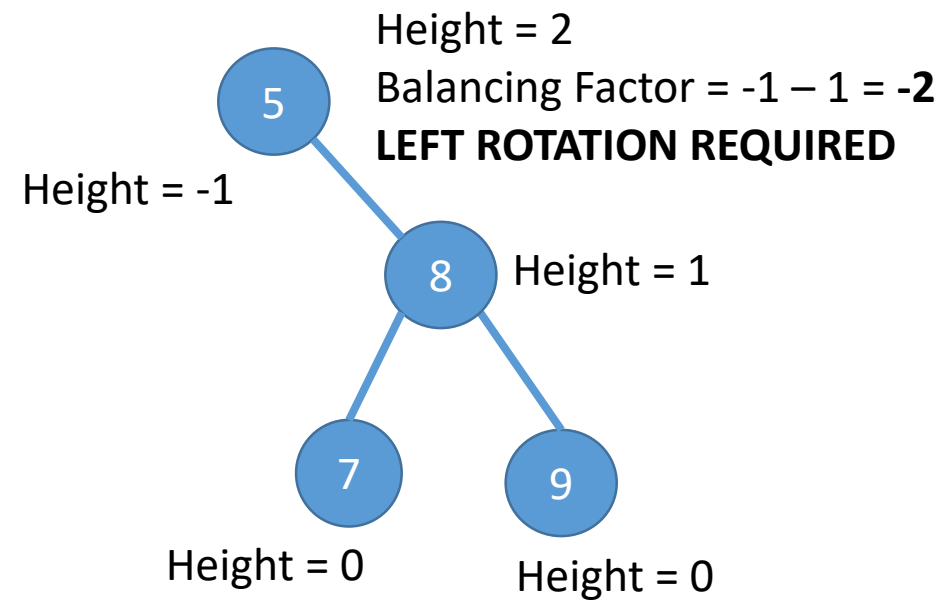 Height = 2
5
Balancing Factor = -1 – 1 = -2
LEFT ROTATION REQUIRED
Height = -1
8
Height = 1
7
9
Height = 0
Height = 0